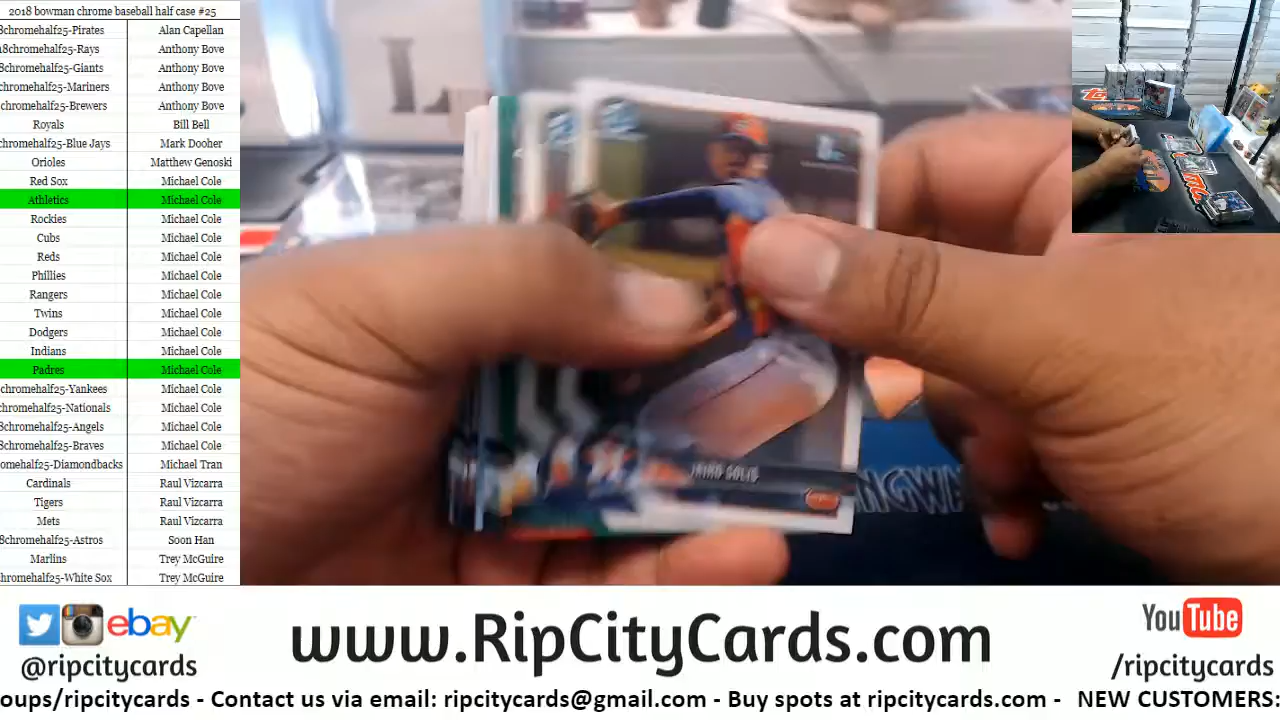 2018 bowman chrome baseball half case #25
8chromehalf25-Pirates Alan Capellan
8chromehalf25-Rays Anthony Bove
8chromehalf25-Giants Anthony Bove
chromehalf25-Mariners Anthony Bove
chromehalf25-Brewers Anthony Bove
Royals Bill Bell
chromehalf25-Blue Jays Mark Dooher
Orioles Matthew Genoski
Red Sox Michael Cole
Athletics Michael Cole
Rockies Michael Cole
Cubs Michael Cole
Reds Michael Cole
Phillies Michael Cole
Rangers Michael Cole
Twins Michael Cole
Dodgers Michael Cole
Indians Michael Cole
Padres Michael Cole
chromehalf25-Yankees Michael Cole
hromehalf25-Nationals Michael Cole
8chromehalf25-Angels Michael Cole
8chromehalf25-Braves Michael Cole
omehalf25-Diamondbacks Michael Tran
Cardinals Raul Vizcarra
Tigers Raul Vizcarra
Mets Raul Vizcarra
8chromehalf25-Astros Soon Han
Marlins Trey McGuire
hromehalf25-White Sox Trey McGuire
ebay
@ripcitycards
www.RipCityCards.com
YouTube
/ripcitycards
oups/ripcitycards - Contact us via email: ripcitycards@gmail.com - Buy spots at ripcitycards.com - NEW CUSTOMERS: